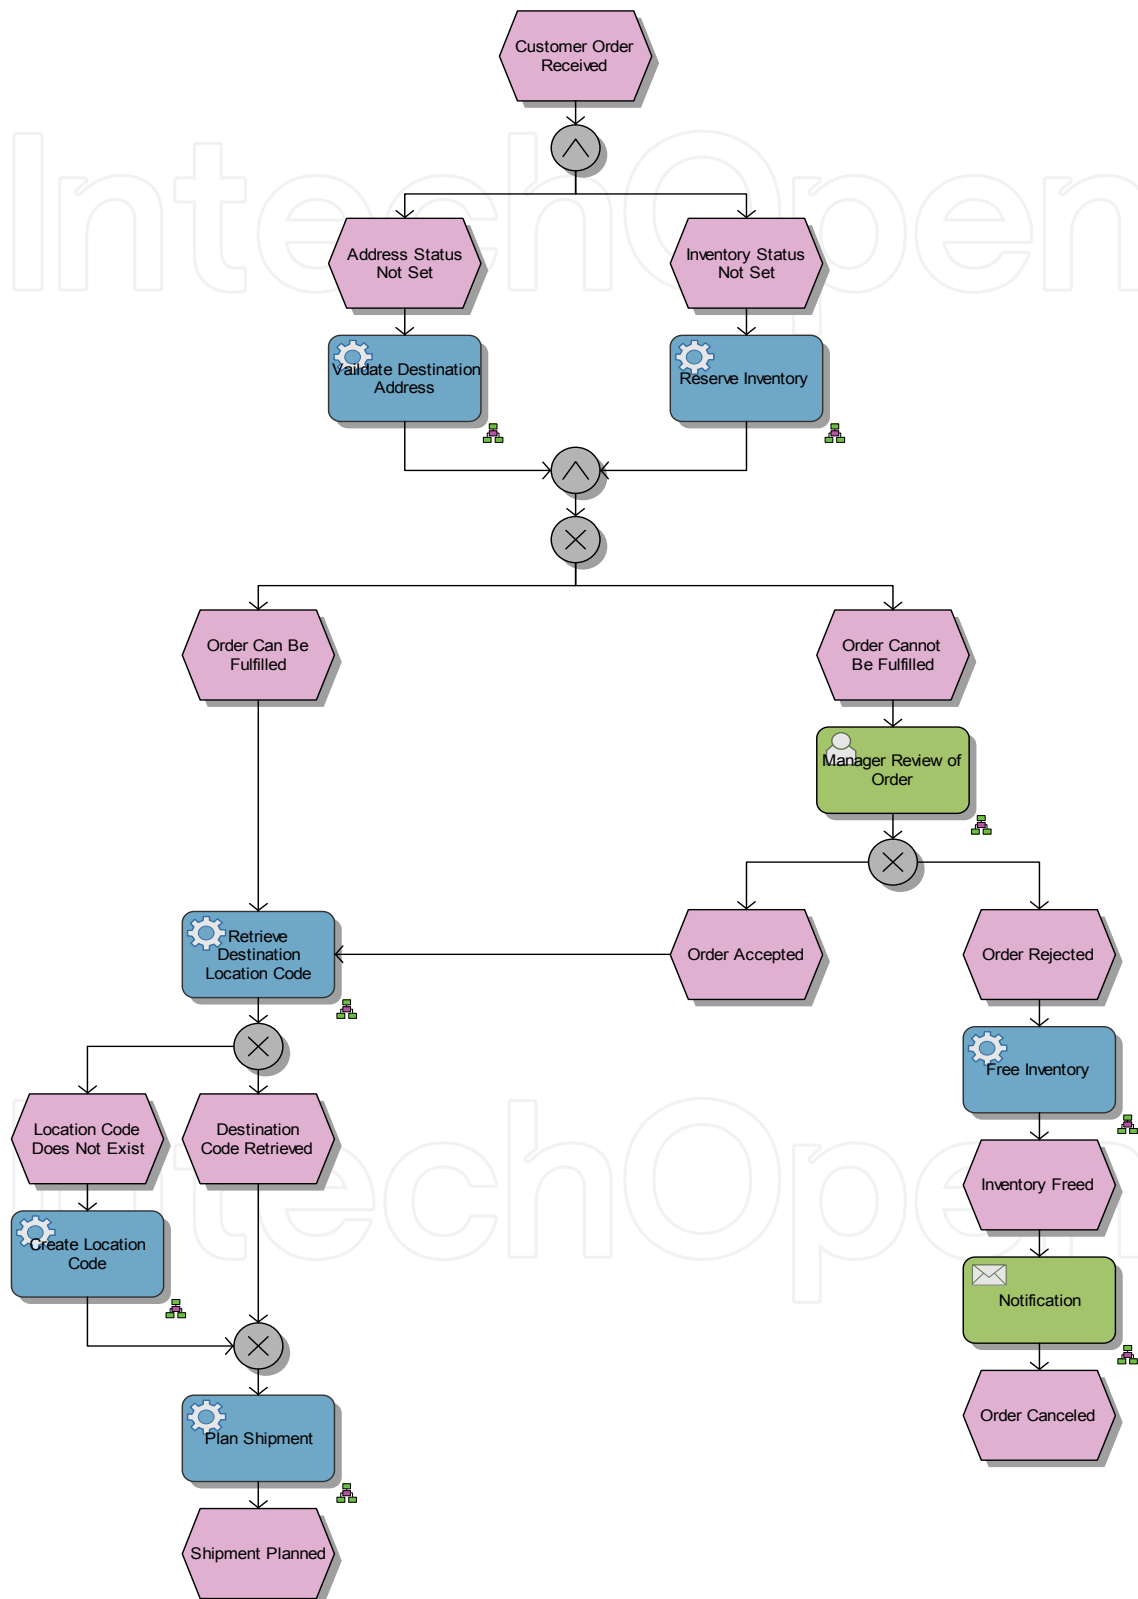 Customer Order
Received
IntechOpen
Address Status
Not Set
Inventory Status
Not Set
Vaildate Destination
Address
Reserve Inventory
Order Can Be
Fulfilled
Order Cannot
Be Fulfilled
Manager Review of
Order
Retrieve
Destination
Location Code
Order Accepted
Order Rejected
Free Inventory
Location Code
Does Not Exist
Destination
Code Retrieved
IntechOpen
Inventory Freed
Create Location
Code
Notification
Order Canceled
Plan Shipment
Shipment Planned